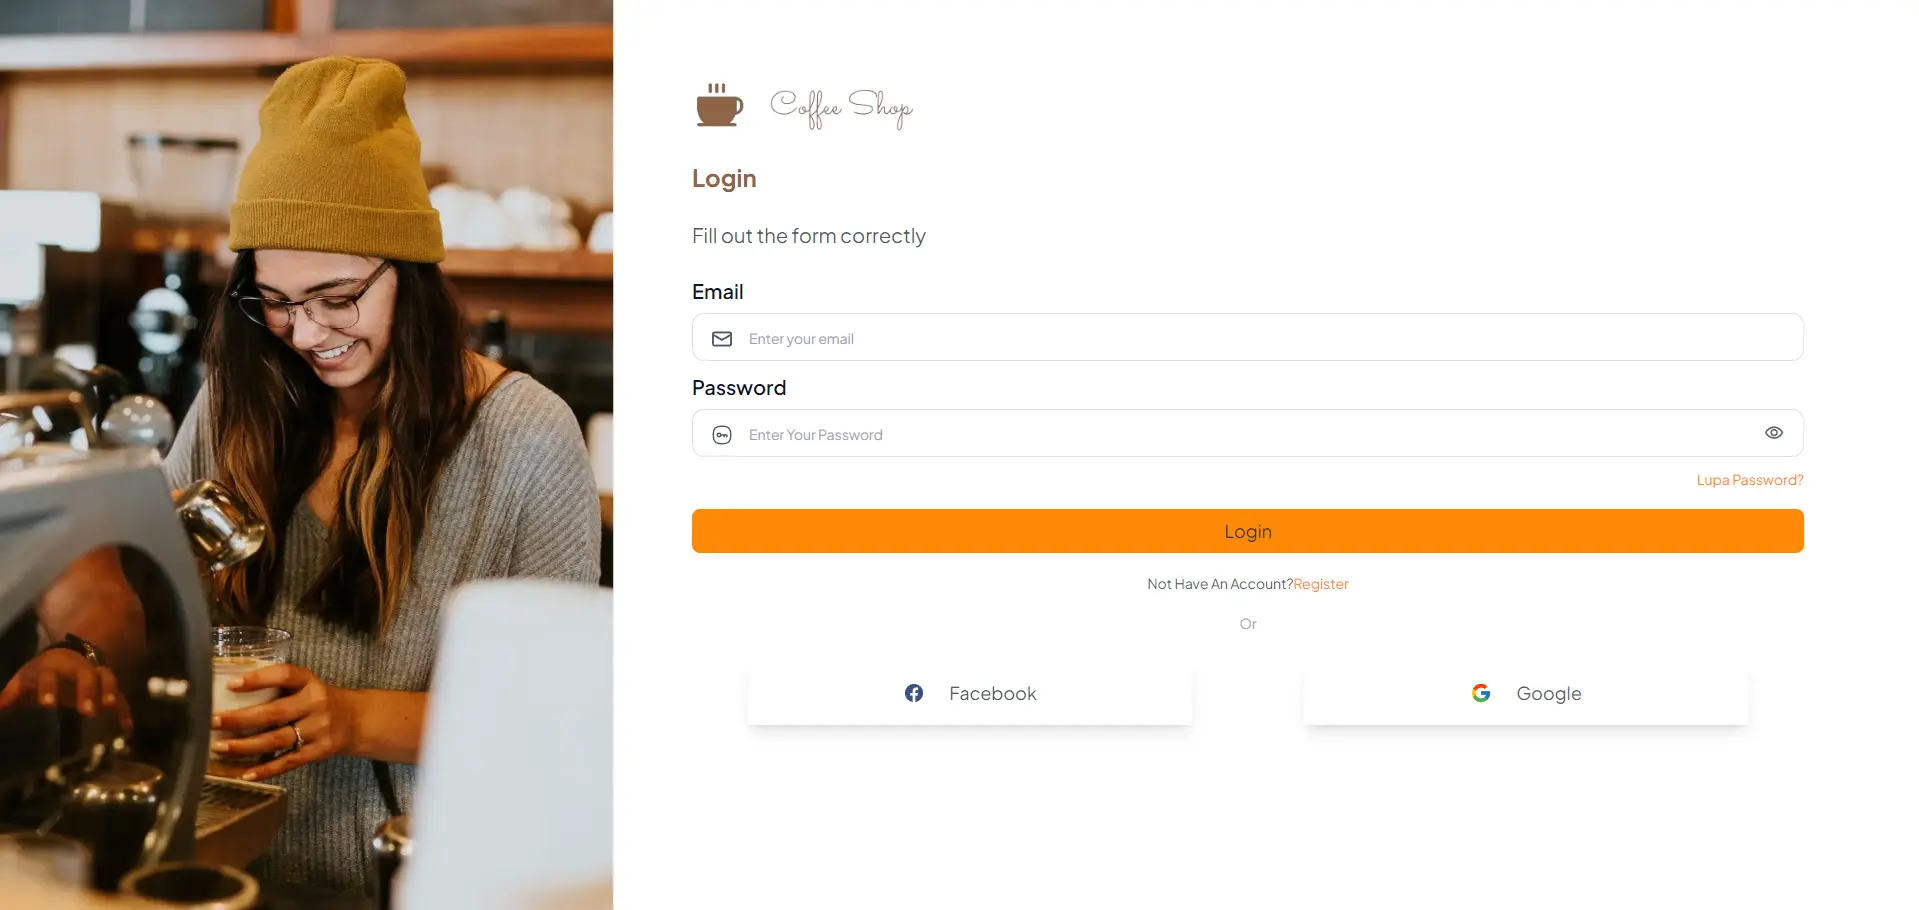 Coffee Shop
Login
Fill out the form correctly
Email
Enter your email
Password
Enter Your Password
Lupa Password?
Login
Not Have An Account?Register
Or
Facebook
Google